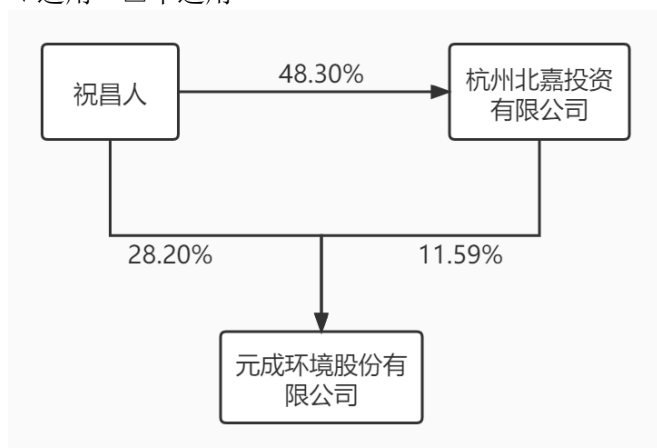 祝昌人
48.30%
杭州北嘉投资
有限公司
28.20%
11.59%
元成环境股份有
限公司